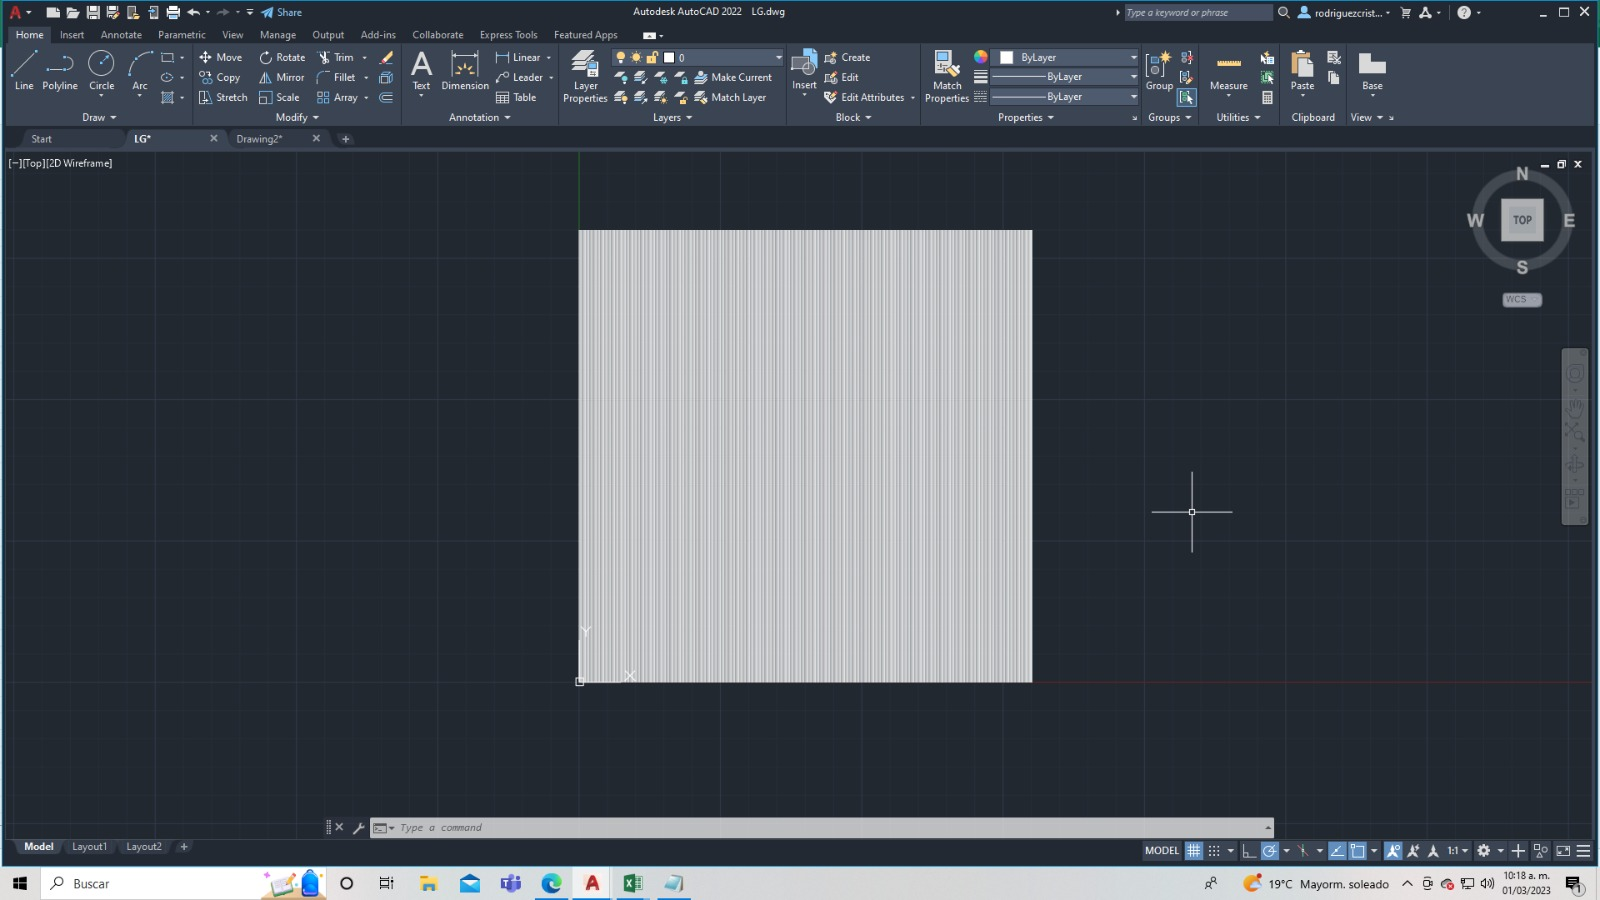 Share
Autodesk AutoCAD 2022 LG.dwg
Type a keyword or phrase
rodriguezcrist...
Home Insert Annotate Parametric View Manage Output Add-ins Collaborate Express Tools Featured Apps
Line
Polyline
Circle
Arc
Move
Rotate
Trim
Copy
Mirror
Fillet
Stretch
Scale
Array
Text
Dimension
Linear
Leader
Table
Layer
Properties
0
Make Current
Match Layer
Insert
Create
Edit
Edit Attributes
Match
Properties
ByLayer
ByLayer
ByLayer
Group
Measure
Paste
Base
Draw Modify Annotation Layers Block Properties Groups Utilities Clipboard View
Start LG* Drawing2*
[−][Top][2D Wireframe]
N
W TOP E
S
WCS
Y
X
Type a command
Model Layout1 Layout2
MODEL 1:1
Buscar
19°C Mayorm. soleado
10:18 a. m.
01/03/2023
1